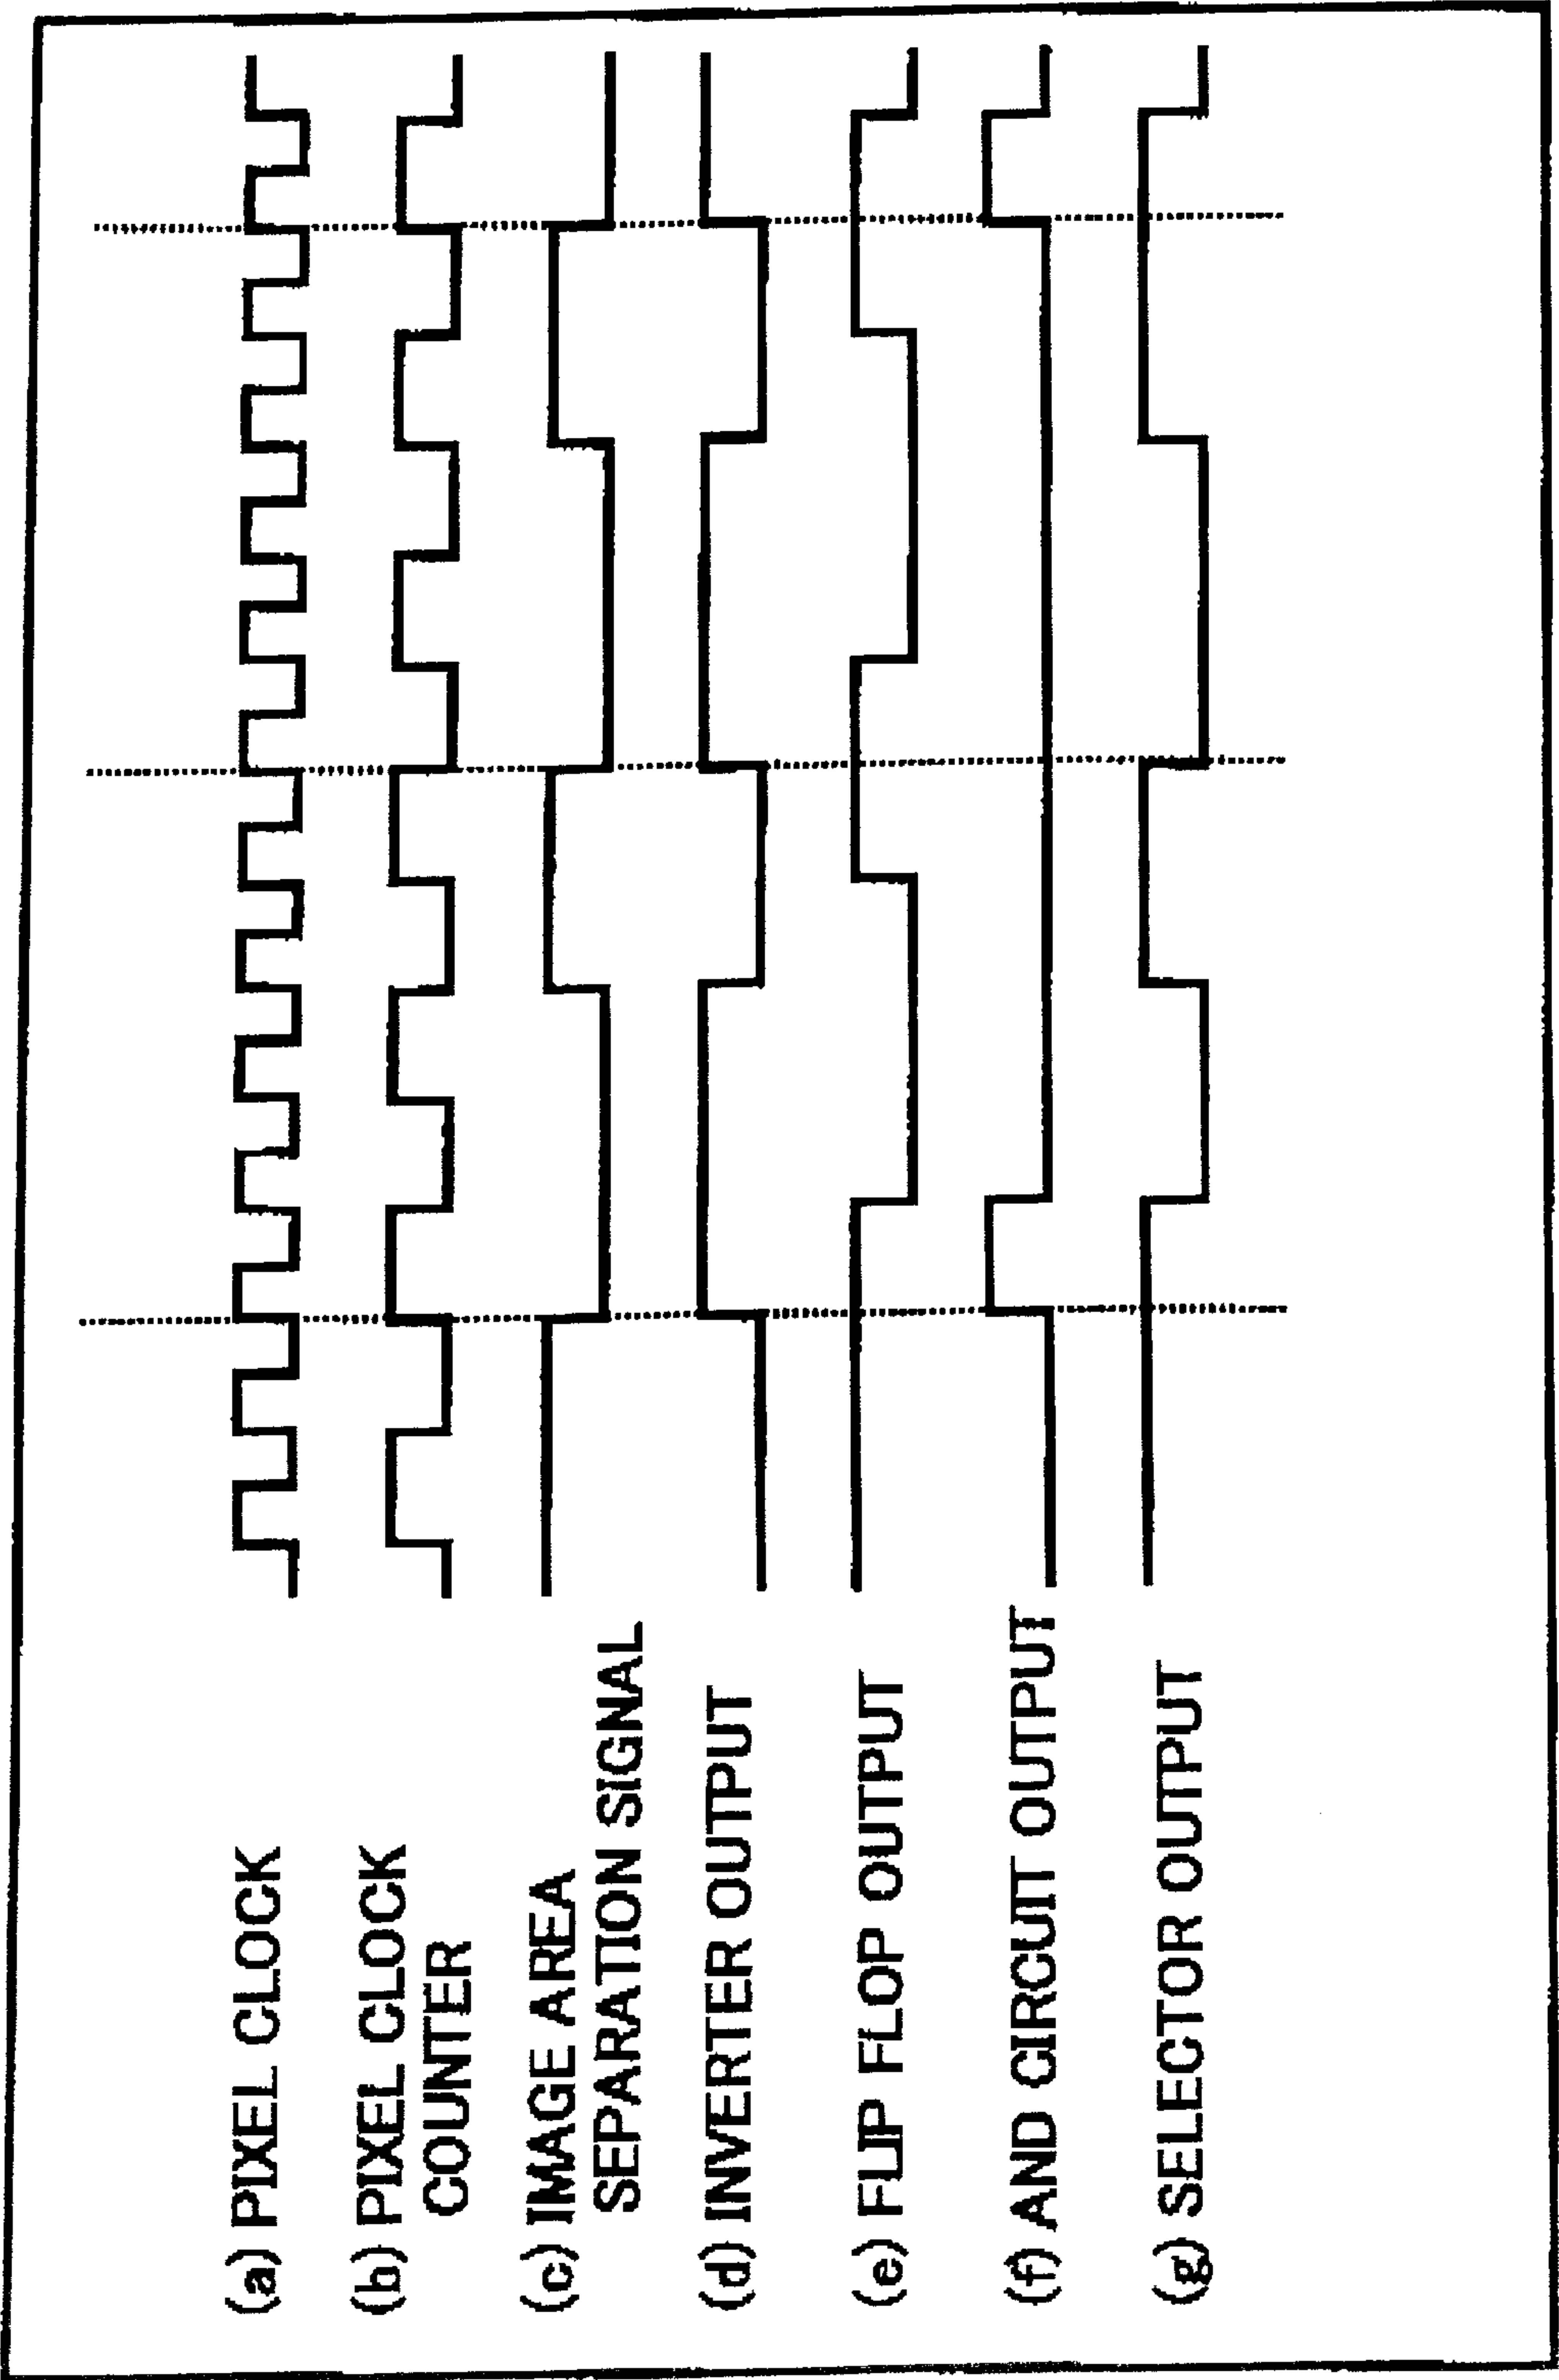 (a) PIXEL CLOCK
(b) PIXEL CLOCK
COUNTER
(c) IMAGE AREA
SEPARATION SIGNAL
(d) INVERTER OUTPUT
(e) FLIP FLOP OUTPUT
(f) AND CIRCUIT OUTPUT
(g) SELECTOR OUTPUT